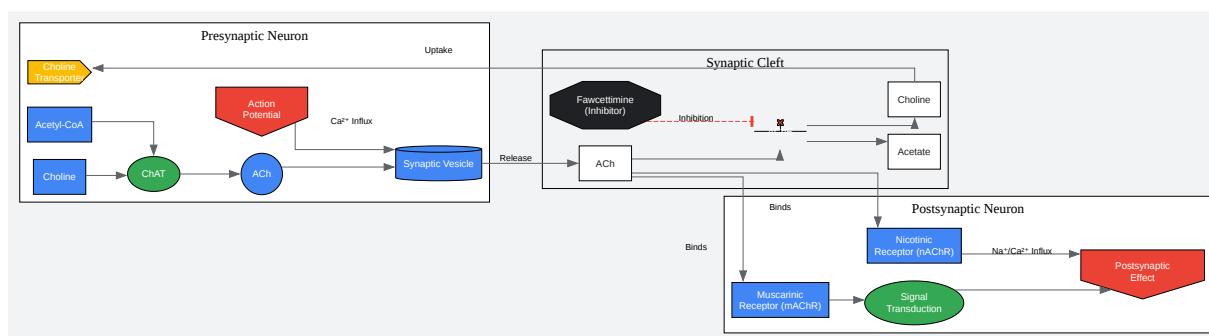 Presynaptic Neuron
Uptake
Synaptic Cleft
Choline
Transporter
Action
Potential
Fawcettimine
(Inhibitor)
Choline
Acetyl-CoA
Ca²⁺ Influx
Inhibition
Acetate
Choline
ChAT
ACh
Synaptic Vesicle
Release
ACh
Binds
Postsynaptic Neuron
Binds
Nicotinic
Receptor (nAChR)
Na⁺/Ca²⁺ Influx
Postsynaptic
Effect
Muscarinic
Receptor (mAChR)
Signal
Transduction